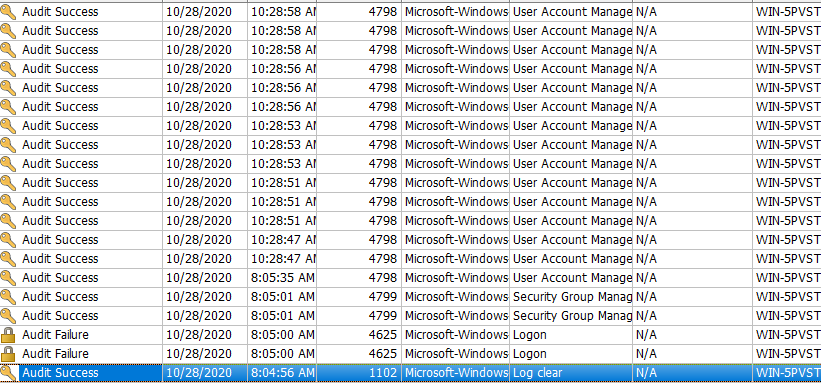 Audit Success 10/28/2020 10:28:58 AM 4798 Microsoft-Windows User Account Manage N/A WIN-5PVST
Audit Success 10/28/2020 10:28:58 AM 4798 Microsoft-Windows User Account Manage N/A WIN-5PVST
Audit Success 10/28/2020 10:28:58 AM 4798 Microsoft-Windows User Account Manage N/A WIN-5PVST
Audit Success 10/28/2020 10:28:56 AM 4798 Microsoft-Windows User Account Manage N/A WIN-5PVST
Audit Success 10/28/2020 10:28:56 AM 4798 Microsoft-Windows User Account Manage N/A WIN-5PVST
Audit Success 10/28/2020 10:28:56 AM 4798 Microsoft-Windows User Account Manage N/A WIN-5PVST
Audit Success 10/28/2020 10:28:53 AM 4798 Microsoft-Windows User Account Manage N/A WIN-5PVST
Audit Success 10/28/2020 10:28:53 AM 4798 Microsoft-Windows User Account Manage N/A WIN-5PVST
Audit Success 10/28/2020 10:28:53 AM 4798 Microsoft-Windows User Account Manage N/A WIN-5PVST
Audit Success 10/28/2020 10:28:51 AM 4798 Microsoft-Windows User Account Manage N/A WIN-5PVST
Audit Success 10/28/2020 10:28:51 AM 4798 Microsoft-Windows User Account Manage N/A WIN-5PVST
Audit Success 10/28/2020 10:28:51 AM 4798 Microsoft-Windows User Account Manage N/A WIN-5PVST
Audit Success 10/28/2020 10:28:47 AM 4798 Microsoft-Windows User Account Manage N/A WIN-5PVST
Audit Success 10/28/2020 10:28:47 AM 4798 Microsoft-Windows User Account Manage N/A WIN-5PVST
Audit Success 10/28/2020 8:05:35 AM 4798 Microsoft-Windows User Account Manage N/A WIN-5PVST
Audit Success 10/28/2020 8:05:01 AM 4799 Microsoft-Windows Security Group Manag N/A WIN-5PVST
Audit Success 10/28/2020 8:05:01 AM 4799 Microsoft-Windows Security Group Manag N/A WIN-5PVST
Audit Failure 10/28/2020 8:05:00 AM 4625 Microsoft-Windows Logon N/A WIN-5PVST
Audit Failure 10/28/2020 8:05:00 AM 4625 Microsoft-Windows Logon N/A WIN-5PVST
Audit Success 10/28/2020 8:04:56 AM 1102 Microsoft-Windows Log clear N/A WIN-5PVST